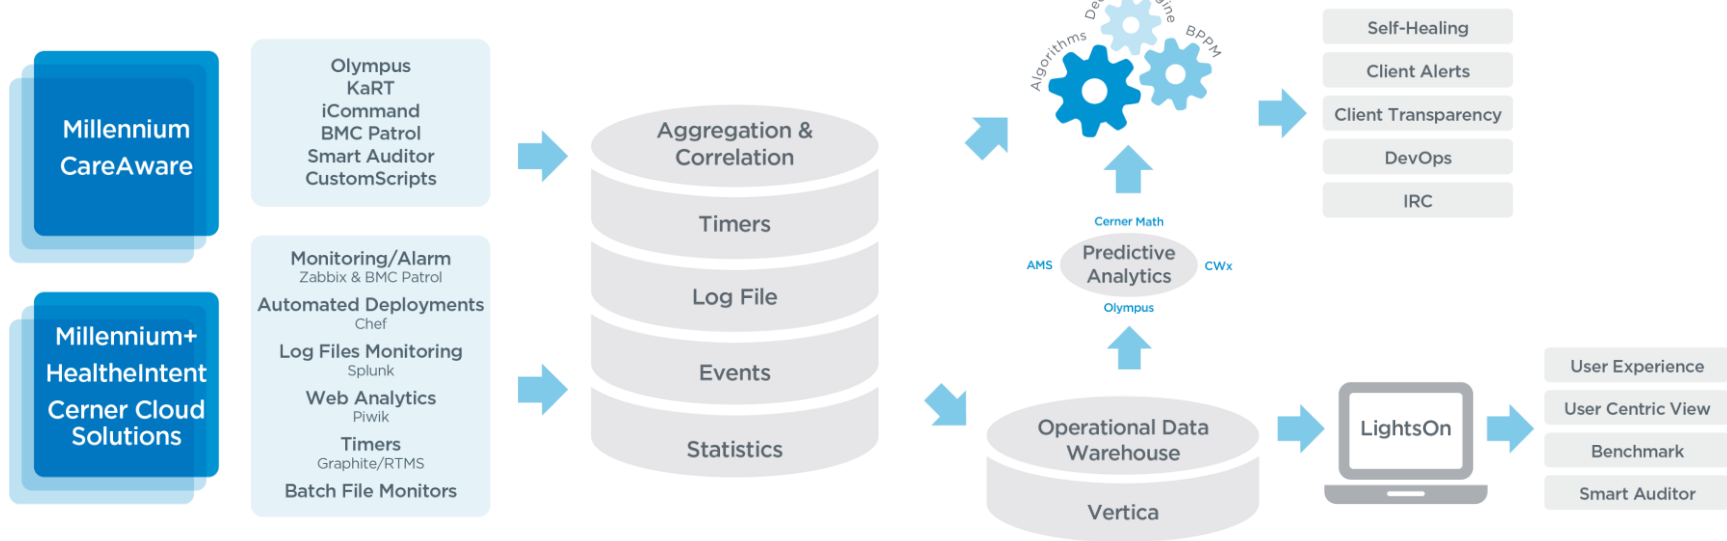 Millennium
CareAware
Olympus
KaRT
iCommand
BMC Patrol
Smart Auditor
CustomScripts
Millennium+
HealtheIntent
Cerner Cloud
Solutions
Monitoring/Alarm
Zabbix & BMC Patrol
Automated Deployments
Chef
Log Files Monitoring
Splunk
Web Analytics
Piwik
Timers
Graphite/RTMS
Batch File Monitors
Aggregation &
Correlation
Timers
Log File
Events
Statistics
Algorithms
BPPM
Cerner Math
AMS
Predictive
Analytics
CWx
Olympus
Operational Data
Warehouse
Vertica
Self-Healing
Client Alerts
Client Transparency
DevOps
IRC
LightsOn
User Experience
User Centric View
Benchmark
Smart Auditor